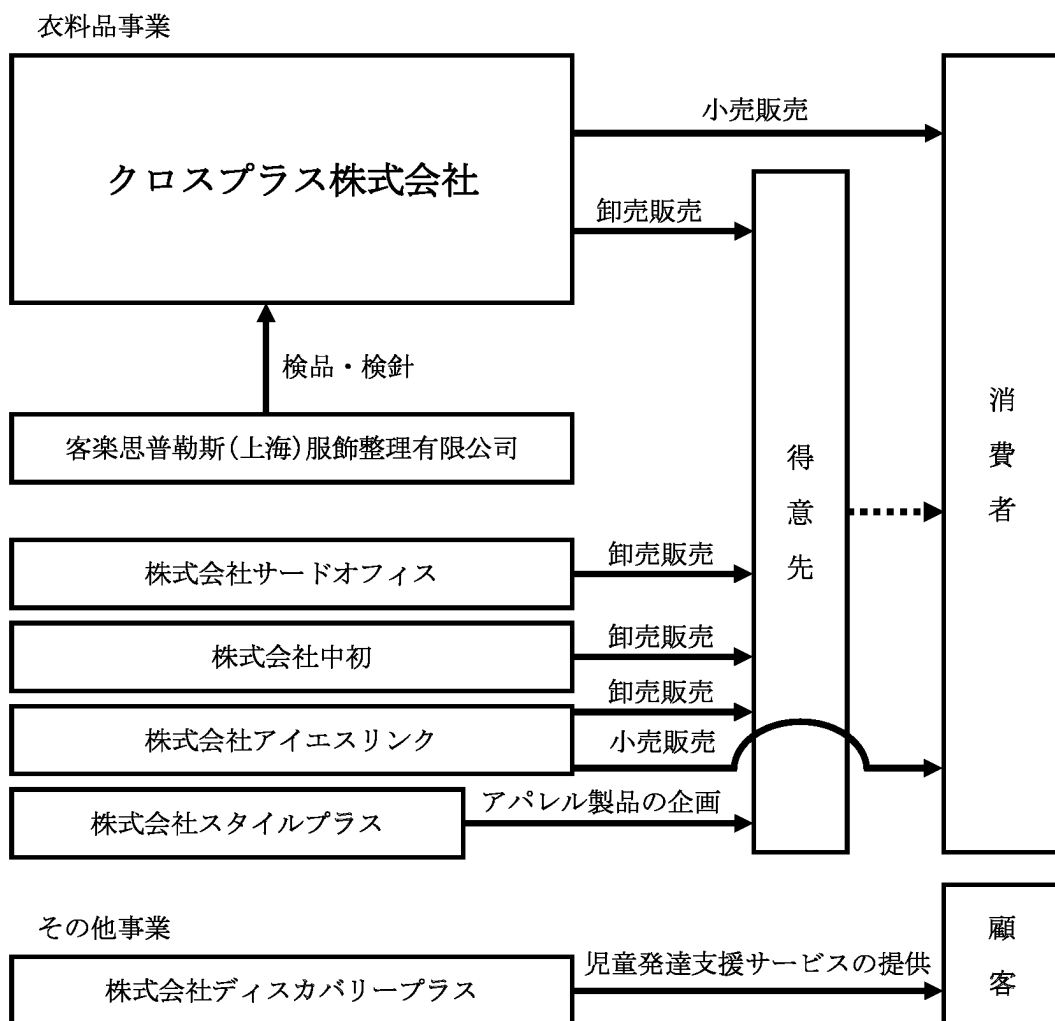 衣料品事業
クロスプラス株式会社
小売販売
卸売販売
検品・検針
客楽思普勒斯(上海)服飾整理有限公司
株式会社サードオフィス
卸売販売
株式会社中初
卸売販売
株式会社アイエスリンク
卸売販売
小売販売
株式会社スタイルプラス
アパレル製品の企画
得意先
消費者
その他事業
株式会社ディスカバリープラス
児童発達支援サービスの提供
顧客